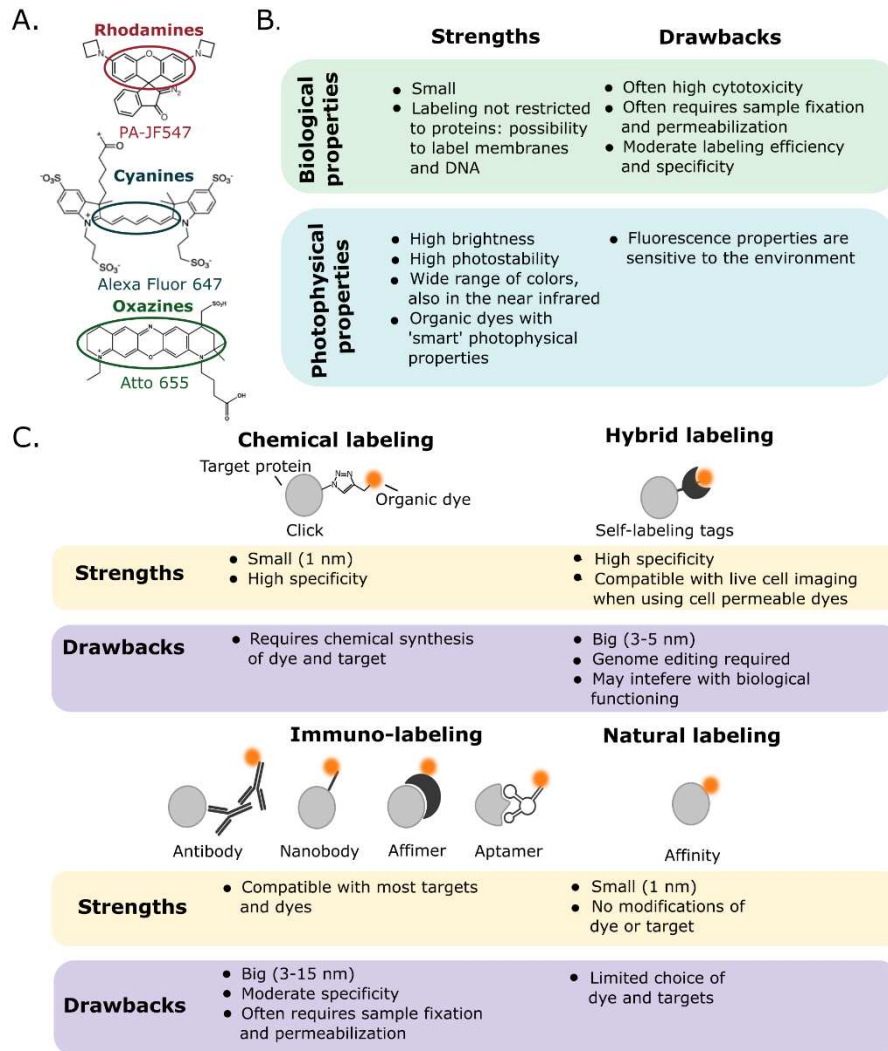 A.
Rhodamines
N
O
N
N₂
O
PA-JF547
*
O
Cyanines
⁻O₃S
SO₃⁻
N
+
N
SO₃⁻
SO₃⁻
Alexa Fluor 647
Oxazines
SO₃H
N
N
+
O
N
Atto 655
OH
O
B.
Strengths
Drawbacks
Biological properties
• Small
• Labeling not restricted
to proteins: possibility
to label membranes
and DNA
• Often high cytotoxicity
• Often requires sample fixation
and permeabilization
• Moderate labeling efficiency
and specificity
Photophysical properties
• High brightness
• High photostability
• Wide range of colors,
also in the near infrared
• Organic dyes with
'smart' photophysical
properties
• Fluorescence properties are
sensitive to the environment
C.
Chemical labeling
Hybrid labeling
Target protein
N=N
N
Organic dye
Click
Self-labeling tags
Strengths
• Small (1 nm)
• High specificity
• High specificity
• Compatible with live cell imaging
when using cell permeable dyes
Drawbacks
• Requires chemical synthesis
of dye and target
• Big (3-5 nm)
• Genome editing required
• May intefere with biological
functioning
Immuno-labeling
Natural labeling
Antibody
Nanobody
Affimer
Aptamer
Affinity
Strengths
• Compatible with most targets
and dyes
• Small (1 nm)
• No modifications of
dye or target
Drawbacks
• Big (3-15 nm)
• Moderate specificity
• Often requires sample fixation
and permeabilization
• Limited choice of
dye and targets